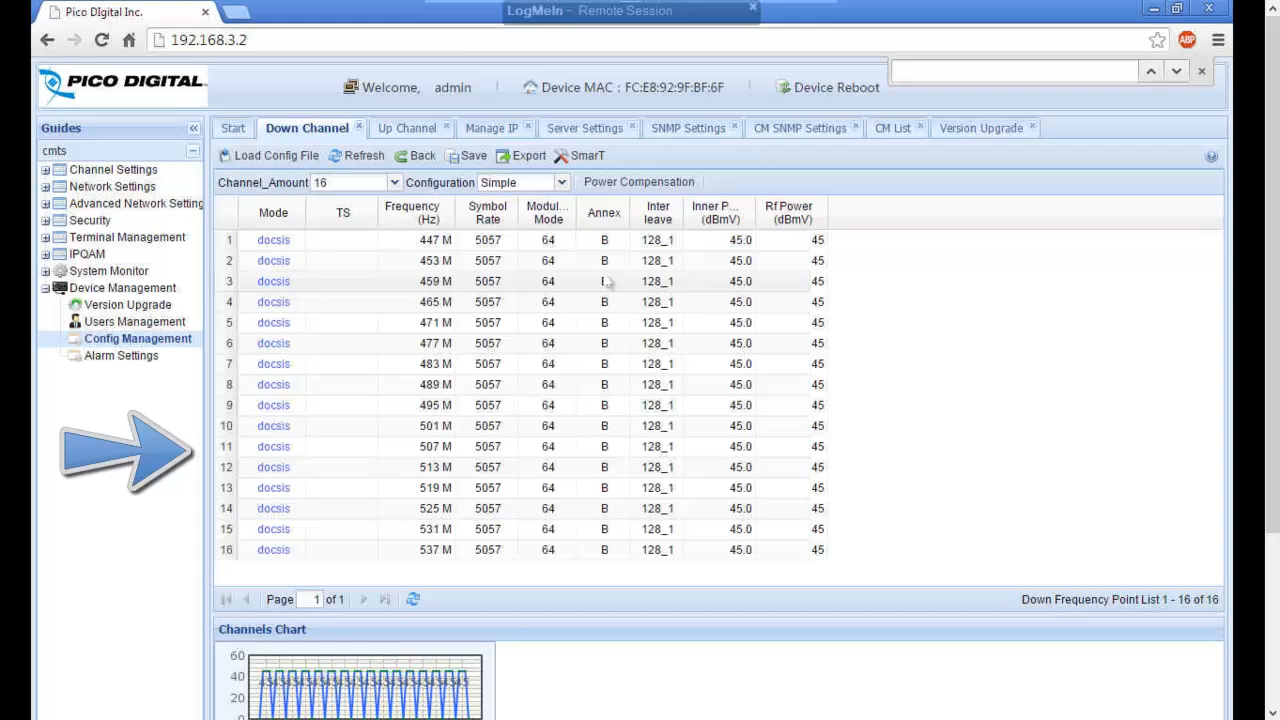 Pico DIgital Inc.
LogMeIn - Remote Session
192.168.3.2
ABP
PICO DIGITAL
Welcome, admin
Device MAC : FC:E8:92:9F:BF:6F
Device Reboot
Guides
Start
Down Channel
Up Channel
Manage IP
Server Settings
SNMP Settings
CM SNMP Settings
CM List
Version Upgrade
cmts
Channel Settings
Network Settings
Advanced Network Setting
Security
Terminal Management
IPQAM
System Monitor
Device Management
Version Upgrade
Users Management
Config Management
Alarm Settings
Load Config File Refresh Back Save Export SmarT
Channel_Amount 16 Configuration Simple Power Compensation
Mode TS Frequency (Hz) Symbol Rate Modul... Mode Annex Inter leave Inner P... (dBmV) Rf Power (dBmV)
1 docsis 447 M 5057 64 B 128_1 45.0 45
2 docsis 453 M 5057 64 B 128_1 45.0 45
3 docsis 459 M 5057 64 128_1 45.0 45
4 docsis 465 M 5057 64 B 128_1 45.0 45
5 docsis 471 M 5057 64 B 128_1 45.0 45
6 docsis 477 M 5057 64 B 128_1 45.0 45
7 docsis 483 M 5057 64 B 128_1 45.0 45
8 docsis 489 M 5057 64 B 128_1 45.0 45
9 docsis 495 M 5057 64 B 128_1 45.0 45
10 docsis 501 M 5057 64 B 128_1 45.0 45
11 docsis 507 M 5057 64 B 128_1 45.0 45
12 docsis 513 M 5057 64 B 128_1 45.0 45
13 docsis 519 M 5057 64 B 128_1 45.0 45
14 docsis 525 M 5057 64 B 128_1 45.0 45
15 docsis 531 M 5057 64 B 128_1 45.0 45
16 docsis 537 M 5057 64 B 128_1 45.0 45
Page 1 of 1
Down Frequency Point List 1 - 16 of 16
Channels Chart
60
40
20
0